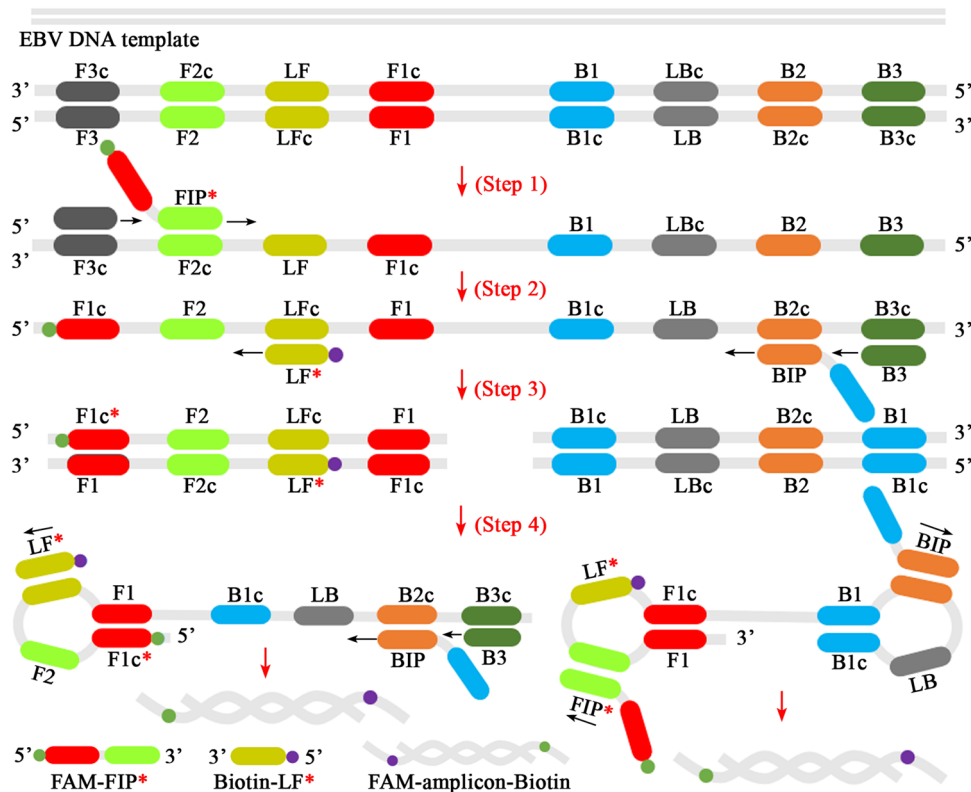 EBV DNA template
F3c F2c LF F1c B1 LBc B2 B3
3’ 5’
5’ 3’
F3 F2 LFc F1 B1c LB B2c B3c
(Step 1)
FIP* B1 LBc B2 B3
5’
3’ 5’
F3c F2c LF F1c
(Step 2)
F1c F2 LFc F1 B1c LB B2c B3c
5’ 3’
LF* BIP B3
(Step 3)
F1c* F2 LFc F1 B1c LB B2c B1
5’ 3’
3’ 5’
F1 F2c LF* F1c B1 LBc B2 B1c
(Step 4)
LF* F1 B1c LB B2c B3c
5’
F1c* BIP B3
F2
LF* F1c B1 BIP
3’
F1 B1c
LB
FIP*
5’ 3’ 3’ 5’
FAM-FIP* Biotin-LF* FAM-amplicon-Biotin